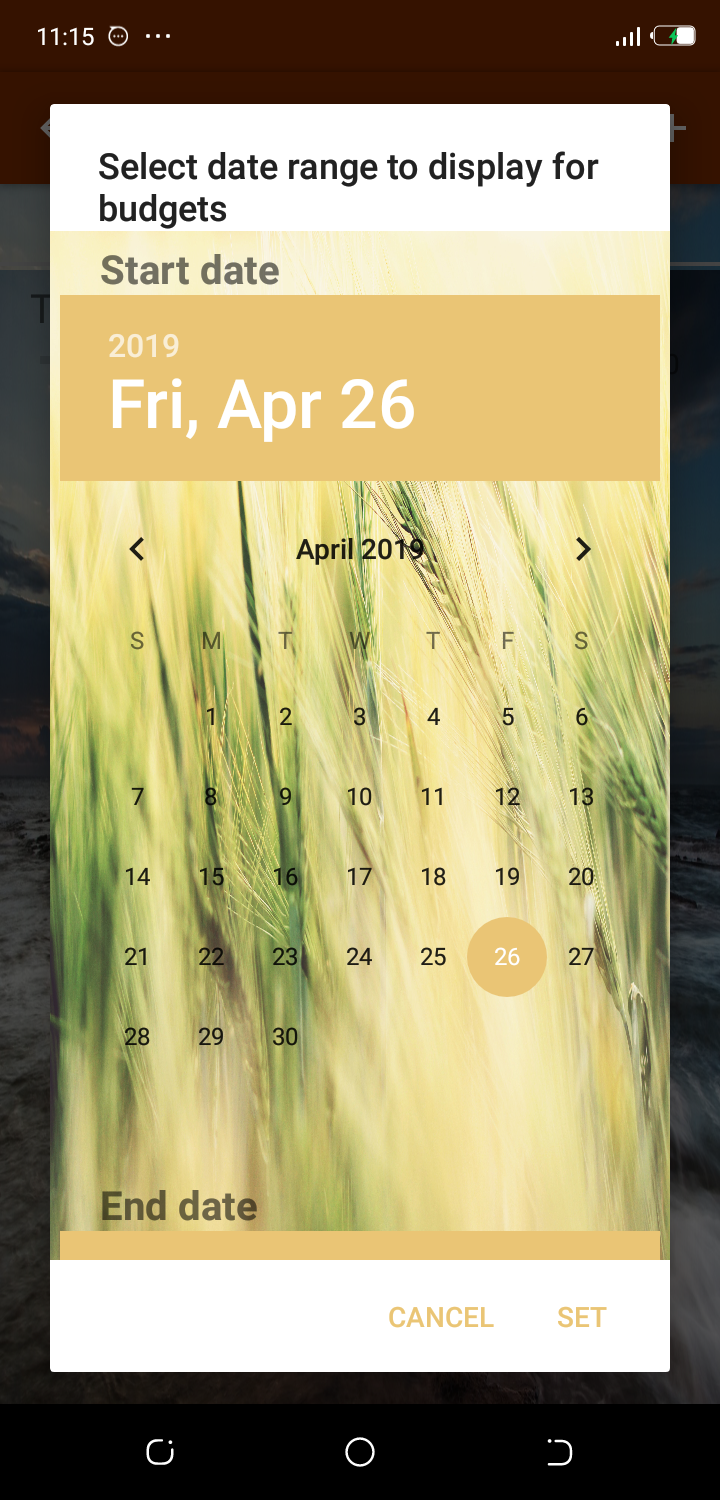 11:15
Select date range to display for
budgets
Start date
2019
Fri, Apr 26
April 2019
S M T W T F S
1 2 3 4 5 6
7 8 9 10 11 12 13
14 15 16 17 18 19 20
21 22 23 24 25 26 27
28 29 30
End date
CANCEL SET